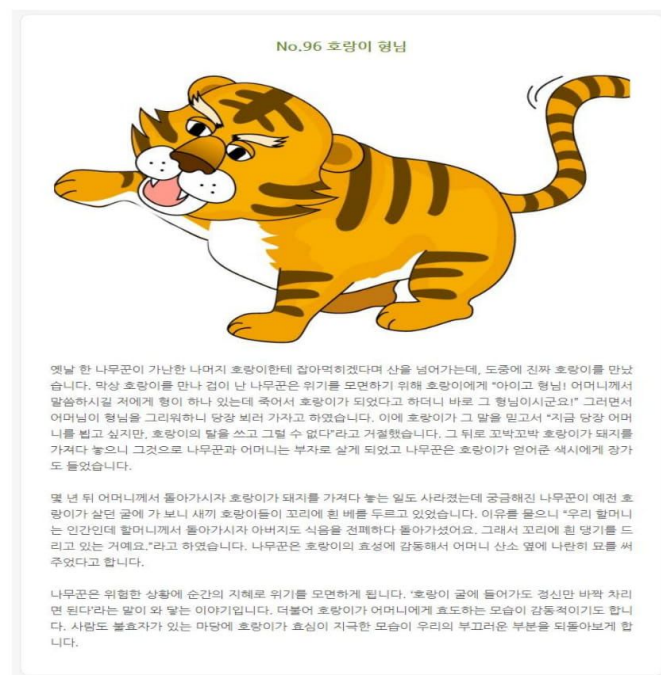 No.96 호랑이 형님
옛날 한 나무꾼이 가난한 나머지 호랑이한테 잡아먹히겠다며 산을 넘어가는데, 도중에 진짜 호랑이를 만났
습니다. 막상 호랑이를 만나 겁이 난 나무꾼은 위기를 모면하기 위해 호랑이에게 “아이고 형님! 어머니께서
말씀하시길 저에게 형이 하나 있는데 죽어서 호랑이가 되었다고 하더니 바로 그 형님이시군요!” 그러면서
어머님이 형님을 그리워하니 당장 뵈러 가자고 하였습니다. 이에 호랑이가 그 말을 믿고서 “지금 당장 어머
니를 뵙고 싶지만, 호랑이의 탈을 쓰고 그럴 수 없다”라고 거절했습니다. 그 뒤로 꼬박꼬박 호랑이가 돼지를
가져다 놓으니 그것으로 나무꾼과 어머니는 부자로 살게 되었고 나무꾼은 호랑이가 얻어준 색시에게 장가
도 들었습니다.
몇 년 뒤 어머니께서 돌아가시자 호랑이가 돼지를 가져다 놓는 일도 사라졌는데 궁금해진 나무꾼이 예전 호
랑이가 살던 굴에 가 보니 새끼 호랑이들이 꼬리에 흰 베를 두르고 있었습니다. 이유를 물으니 “우리 할머니
는 인간인데 할머니께서 돌아가시자 아버지도 식음을 전폐하다 돌아가셨어요. 그래서 꼬리에 흰 댕기를 드
리고 있는 거예요.”라고 하였습니다. 나무꾼은 호랑이의 효성에 감동해서 어머니 산소 옆에 나란히 묘를 써
주었다고 합니다.
나무꾼은 위험한 상황에 순간의 지혜로 위기를 모면하게 됩니다. ‘호랑이 굴에 들어가도 정신만 바짝 차리
면 된다’라는 말이 와 닿는 이야기입니다. 더불어 호랑이가 어머니에게 효도하는 모습이 감동적이기도 합니
다. 사람도 불효자가 있는 마당에 호랑이가 효심이 지극한 모습이 우리의 부끄러운 부분을 되돌아보게 합
니다.